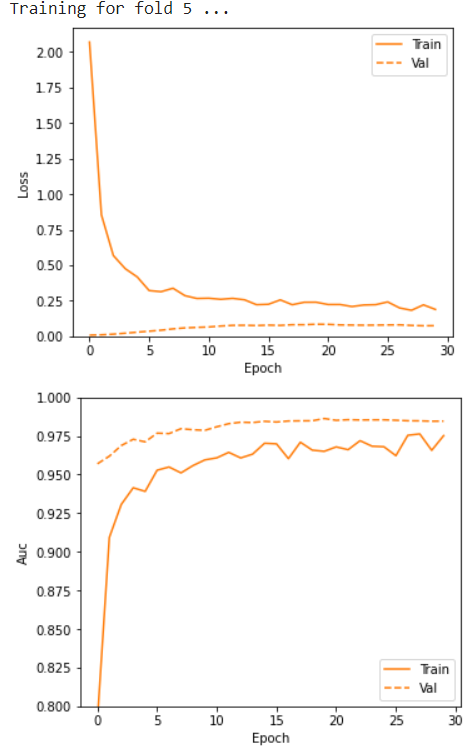 Training for fold 5 ...
2.00
1.75
1.50
1.25
1.00
0.75
0.50
0.25
0.00
Loss
Train
Val
0 5 10 15 20 25 30
Epoch
1.000
0.975
0.950
0.925
0.900
0.875
0.850
0.825
0.800
Auc
Train
Val
0 5 10 15 20 25 30
Epoch